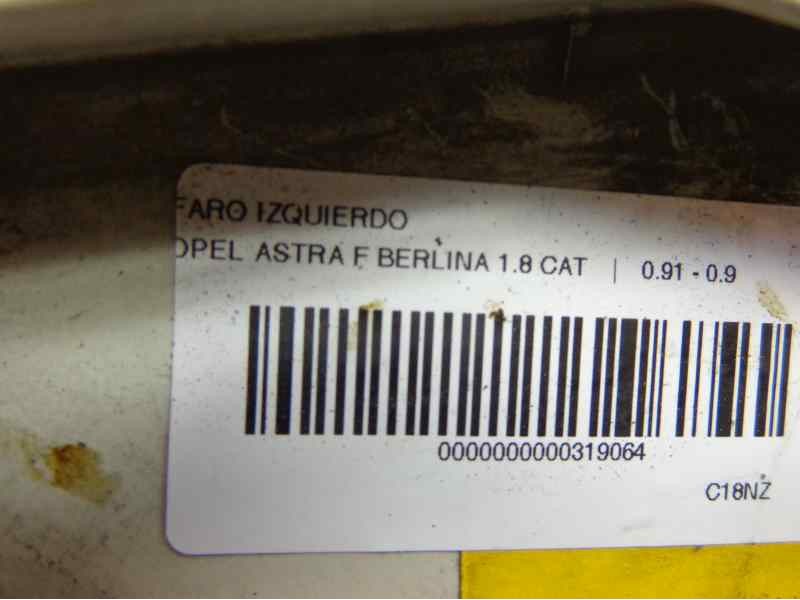 FARO IZQUIERDO
OPEL ASTRA F BERLINA 1.8 CAT | 0.91 - 0.9
0000000000319064
C18NZ